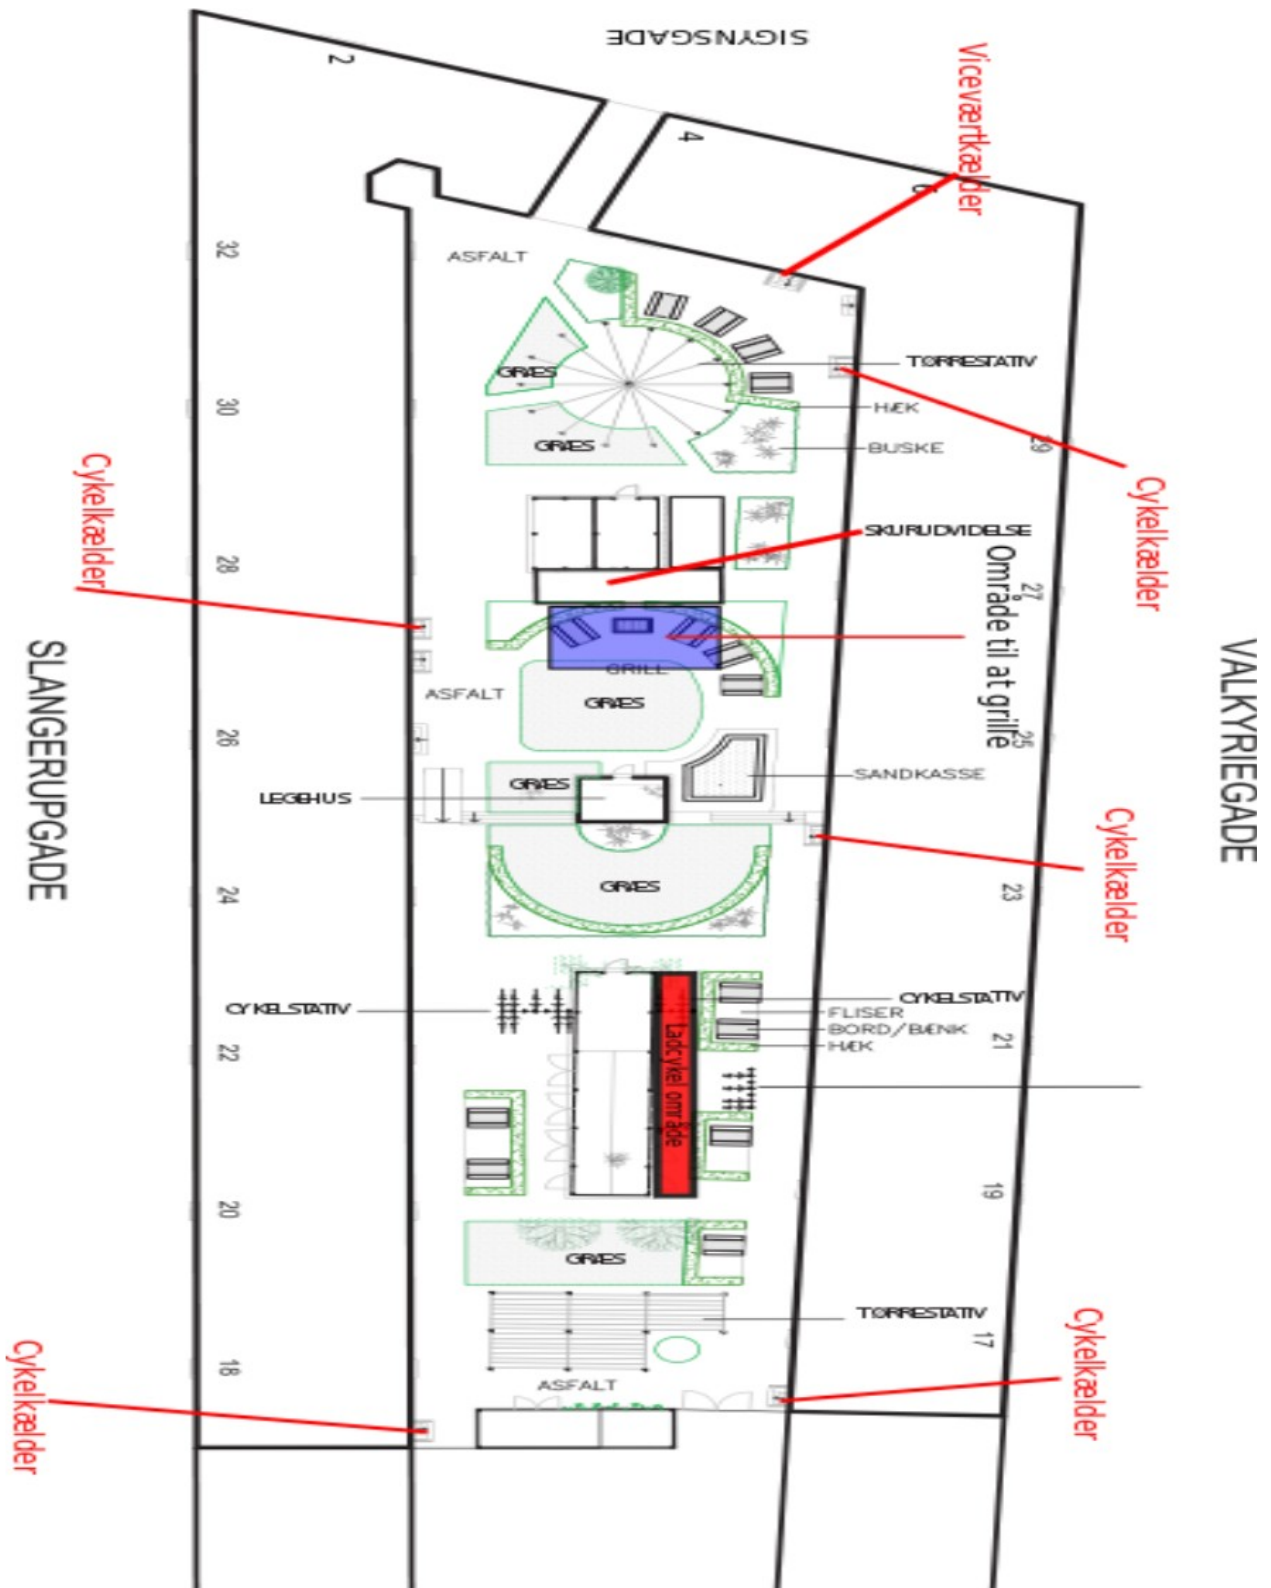 SIGYNSGADE
2
4
6
Viceværtkælder
32
ASFALT
TØRRESTATIV
GRÆS
HÆK
30
29
GRÆS
BUSKE
Cykelkælder
Cykelkælder
SKURUDVIDELSE
28
27
Område til at grille
GRILL
ASFALT
GRÆS
26
25
SANDKASSE
GRÆS
LEGEHUS
SLANGERUPGADE
VALKYRIEGADE
Cykelkælder
24
GRÆS
23
CYKELSTATIV
CYKELSTATTIV
FLISER
BORD/BÆNK
HÆK
22
21
Ladcykel område
20
19
GRÆS
TØRRESTATIV
17
18
ASFALT
Cykelkælder
Cykelkælder